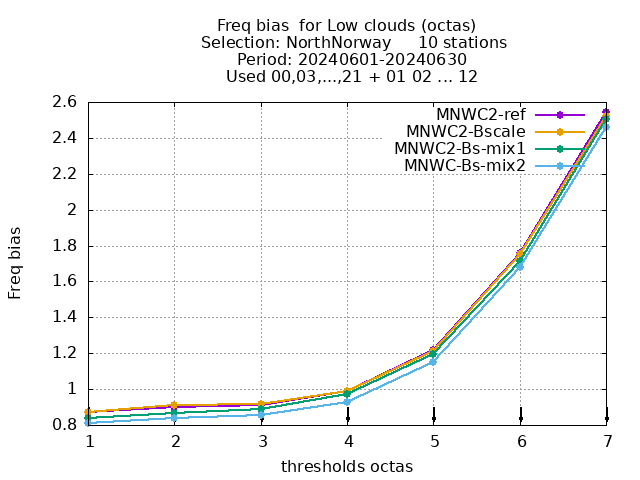 Freq bias  for Low clouds (octas)
Selection: NorthNorway     10 stations
Period: 20240601-20240630
Used 00,03,...,21 + 01 02 ... 12
MNWC2-ref
MNWC2-Bscale
MNWC2-Bs-mix1
MNWC-Bs-mix2
Freq bias
2.6
2.4
2.2
2
1.8
1.6
1.4
1.2
1
0.8
1 2 3 4 5 6 7
thresholds octas